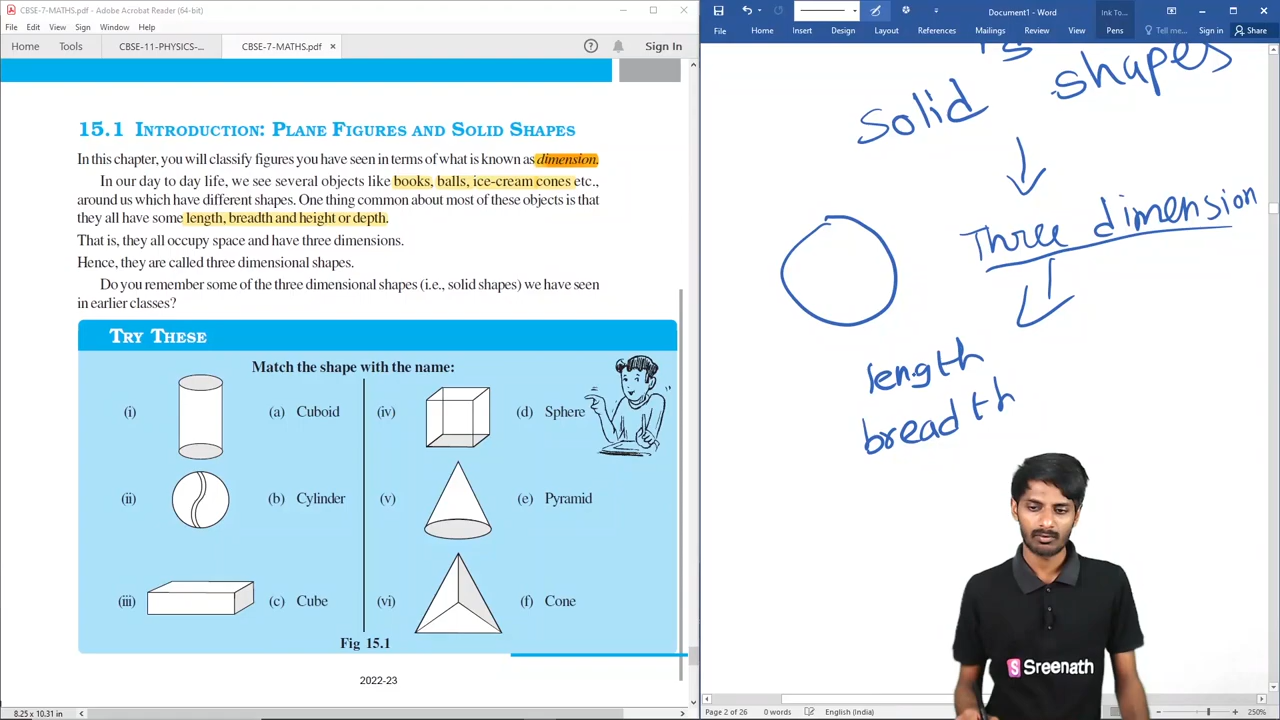 CBSE-7-MATHS.pdf - Adobe Acrobat Reader (64-bit)
File Edit View Sign Window Help
Home Tools CBSE-11-PHYSICS-... CBSE-7-MATHS.pdf × Sign In
15.1 INTRODUCTION: PLANE FIGURES AND SOLID SHAPES
In this chapter, you will classify figures you have seen in terms of what is known as dimension.
In our day to day life, we see several objects like books, balls, ice-cream cones etc.,
around us which have different shapes. One thing common about most of these objects is that
they all have some length, breadth and height or depth.
That is, they all occupy space and have three dimensions.
Hence, they are called three dimensional shapes.
Do you remember some of the three dimensional shapes (i.e., solid shapes) we have seen
in earlier classes?
TRY THESE
Match the shape with the name:
(i) (a) Cuboid (iv) (d) Sphere
(ii) (b) Cylinder (v) (e) Pyramid
(iii) (c) Cube (vi) (f) Cone
Fig 15.1
2022-23
8.25 x 10.31 in
Document1 - Word Ink To...
File Home Insert Design Layout References Mailings Review View Pens Tell me... Sign in Share
Solid shapes
Three dimension
length
breadth
Sreenath
Page 2 of 26 0 words English (India) 250%